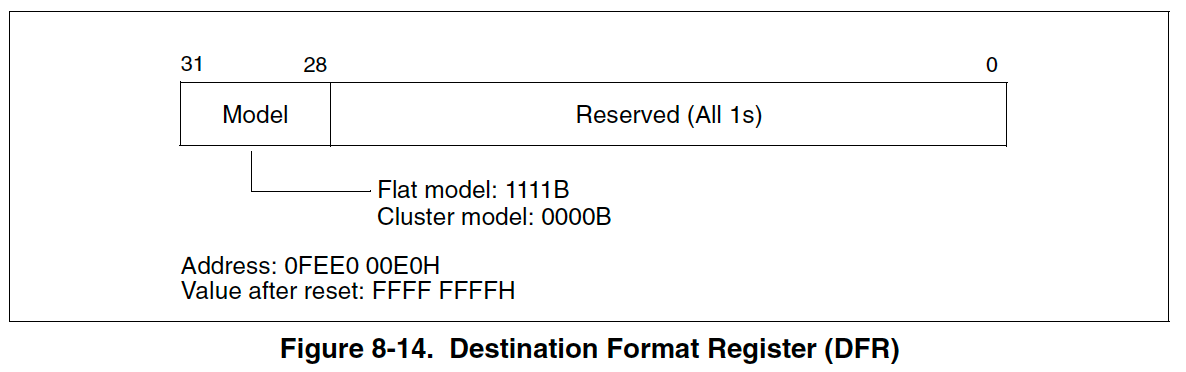 31 28 0
Model Reserved (All 1s)
Flat model: 1111B
Cluster model: 0000B
Address: 0FEE0 00E0H
Value after reset: FFFF FFFFH
Figure 8-14. Destination Format Register (DFR)